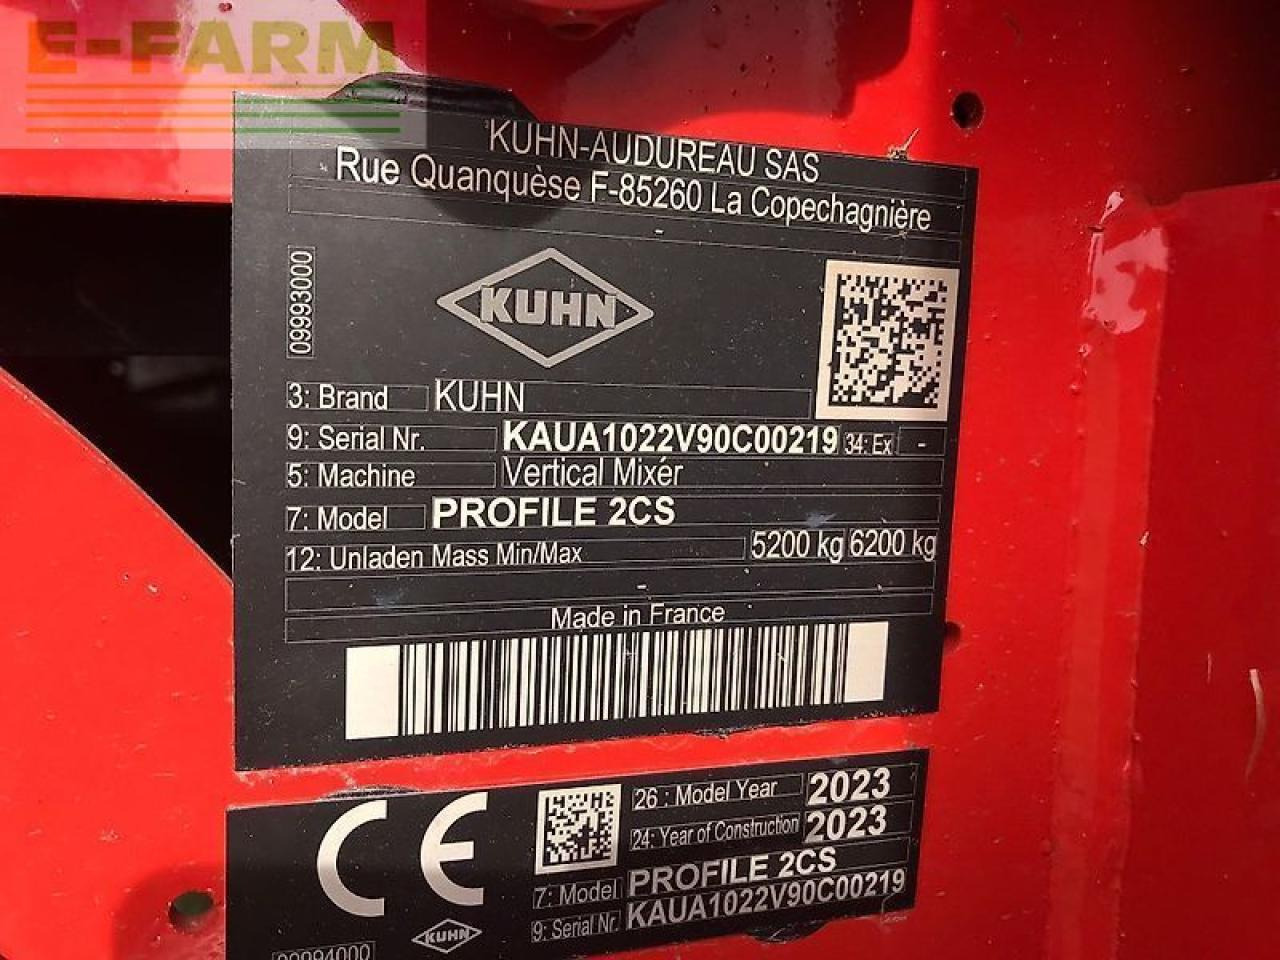 E-FARM
KUHN-AUDUREAU SAS
Rue Quanquèse F-85260 La Copechagnière
-
09993000
KUHN
3: Brand KUHN
9: Serial Nr. KAUA1022V90C00219 34: Ex -
5: Machine Vertical Mixér
7: Model PROFILE 2CS
12: Unladen Mass Min/Max 5200 kg 6200 kg
-
Made in France
CE
26 : Model Year 2023
24: Year of Construction 2023
7: Model PROFILE 2CS
9: Serial Nr. KAUA1022V90C00219
KUHN
09994000